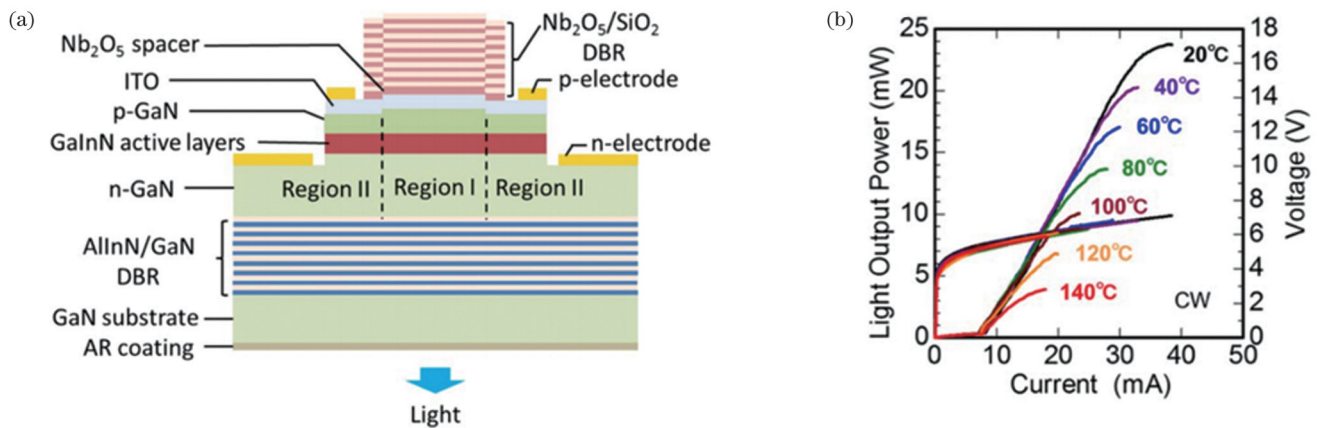 (a)
Nb₂O₅ spacer
ITO
p-GaN
GaInN active layers
n-GaN
AlInN/GaN
DBR
GaN substrate
AR coating
Nb₂O₅/SiO₂
DBR
p-electrode
n-electrode
Region II
Region I
Region II
Light
(b)
Light Output Power (mW)
25
20
15
10
5
0
0
10
20
30
40
50
Current (mA)
18
16
14
12
10
8
6
4
2
0
Voltage (V)
20℃
40℃
60℃
80℃
100℃
120℃
140℃
CW